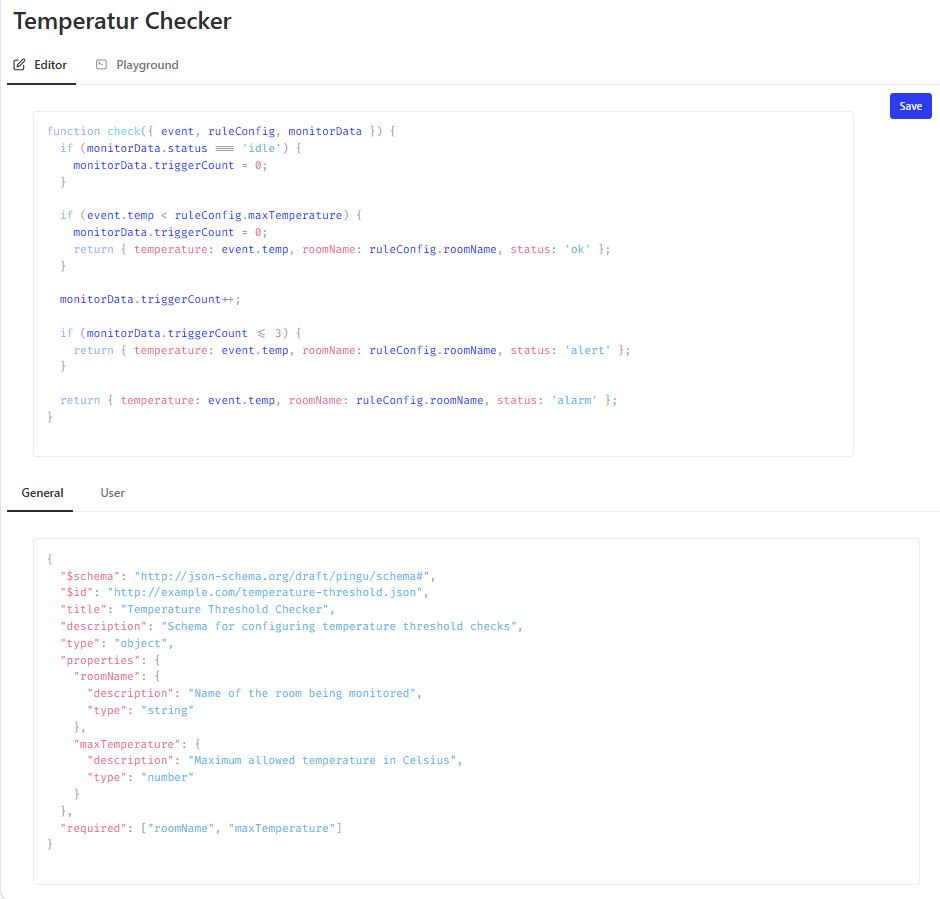 Temperatur Checker
Editor
Playground
Save
function check({ event, ruleConfig, monitorData }) {
  if (monitorData.status === 'idle') {
    monitorData.triggerCount = 0;
  }

  if (event.temp < ruleConfig.maxTemperature) {
    monitorData.triggerCount = 0;
    return { temperature: event.temp, roomName: ruleConfig.roomName, status: 'ok' };
  }

  monitorData.triggerCount++;

  if (monitorData.triggerCount <= 3) {
    return { temperature: event.temp, roomName: ruleConfig.roomName, status: 'alert' };
  }

  return { temperature: event.temp, roomName: ruleConfig.roomName, status: 'alarm' };
}
General
User
{
  "$schema": "http://json-schema.org/draft/pingu/schema#",
  "$id": "http://example.com/temperature-threshold.json",
  "title": "Temperature Threshold Checker",
  "description": "Schema for configuring temperature threshold checks",
  "type": "object",
  "properties": {
    "roomName": {
      "description": "Name of the room being monitored",
      "type": "string"
    },
    "maxTemperature": {
      "description": "Maximum allowed temperature in Celsius",
      "type": "number"
    }
  },
  "required": ["roomName", "maxTemperature"]
}